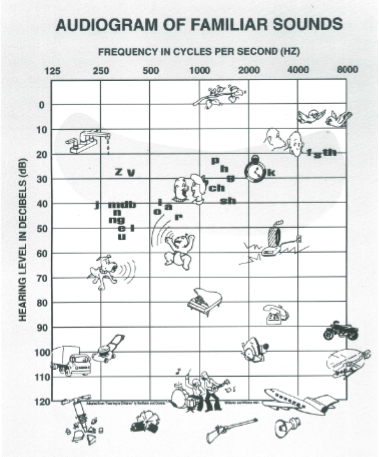 AUDIOGRAM OF FAMILIAR SOUNDS
FREQUENCY IN CYCLES PER SECOND (HZ)
125 250 500 1000 2000 4000 8000
HEARING LEVEL IN DECIBELS (dB)
0
10
20
30
40
50
60
70
80
90
100
110
120
z v
p
h
g
ch
sh
k
f s th
j mdb
n
ng
e l
u
i a
o r